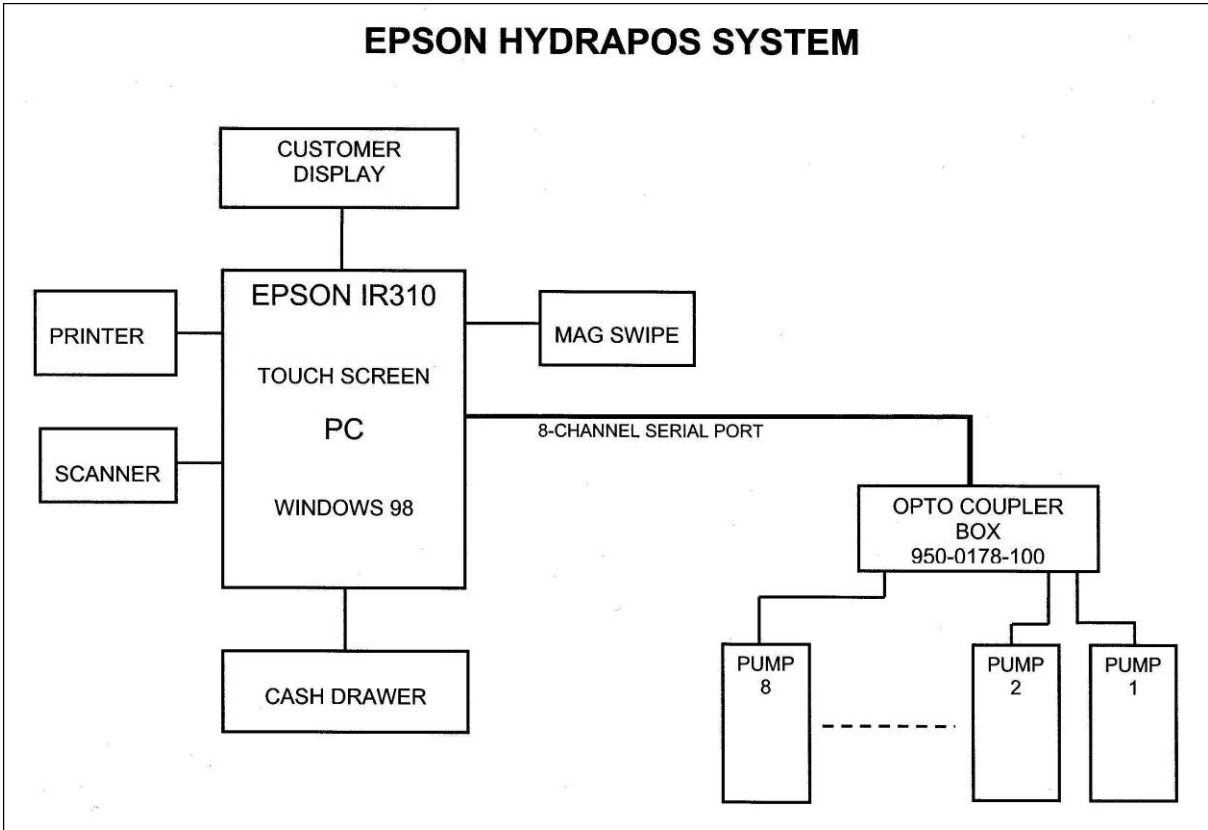 EPSON HYDRAPOS SYSTEM
CUSTOMER
DISPLAY
EPSON IR310
TOUCH SCREEN
PC
WINDOWS 98
PRINTER
SCANNER
MAG SWIPE
8-CHANNEL SERIAL PORT
OPTO COUPLER
BOX
950-0178-100
CASH DRAWER
PUMP
8
PUMP
2
PUMP
1